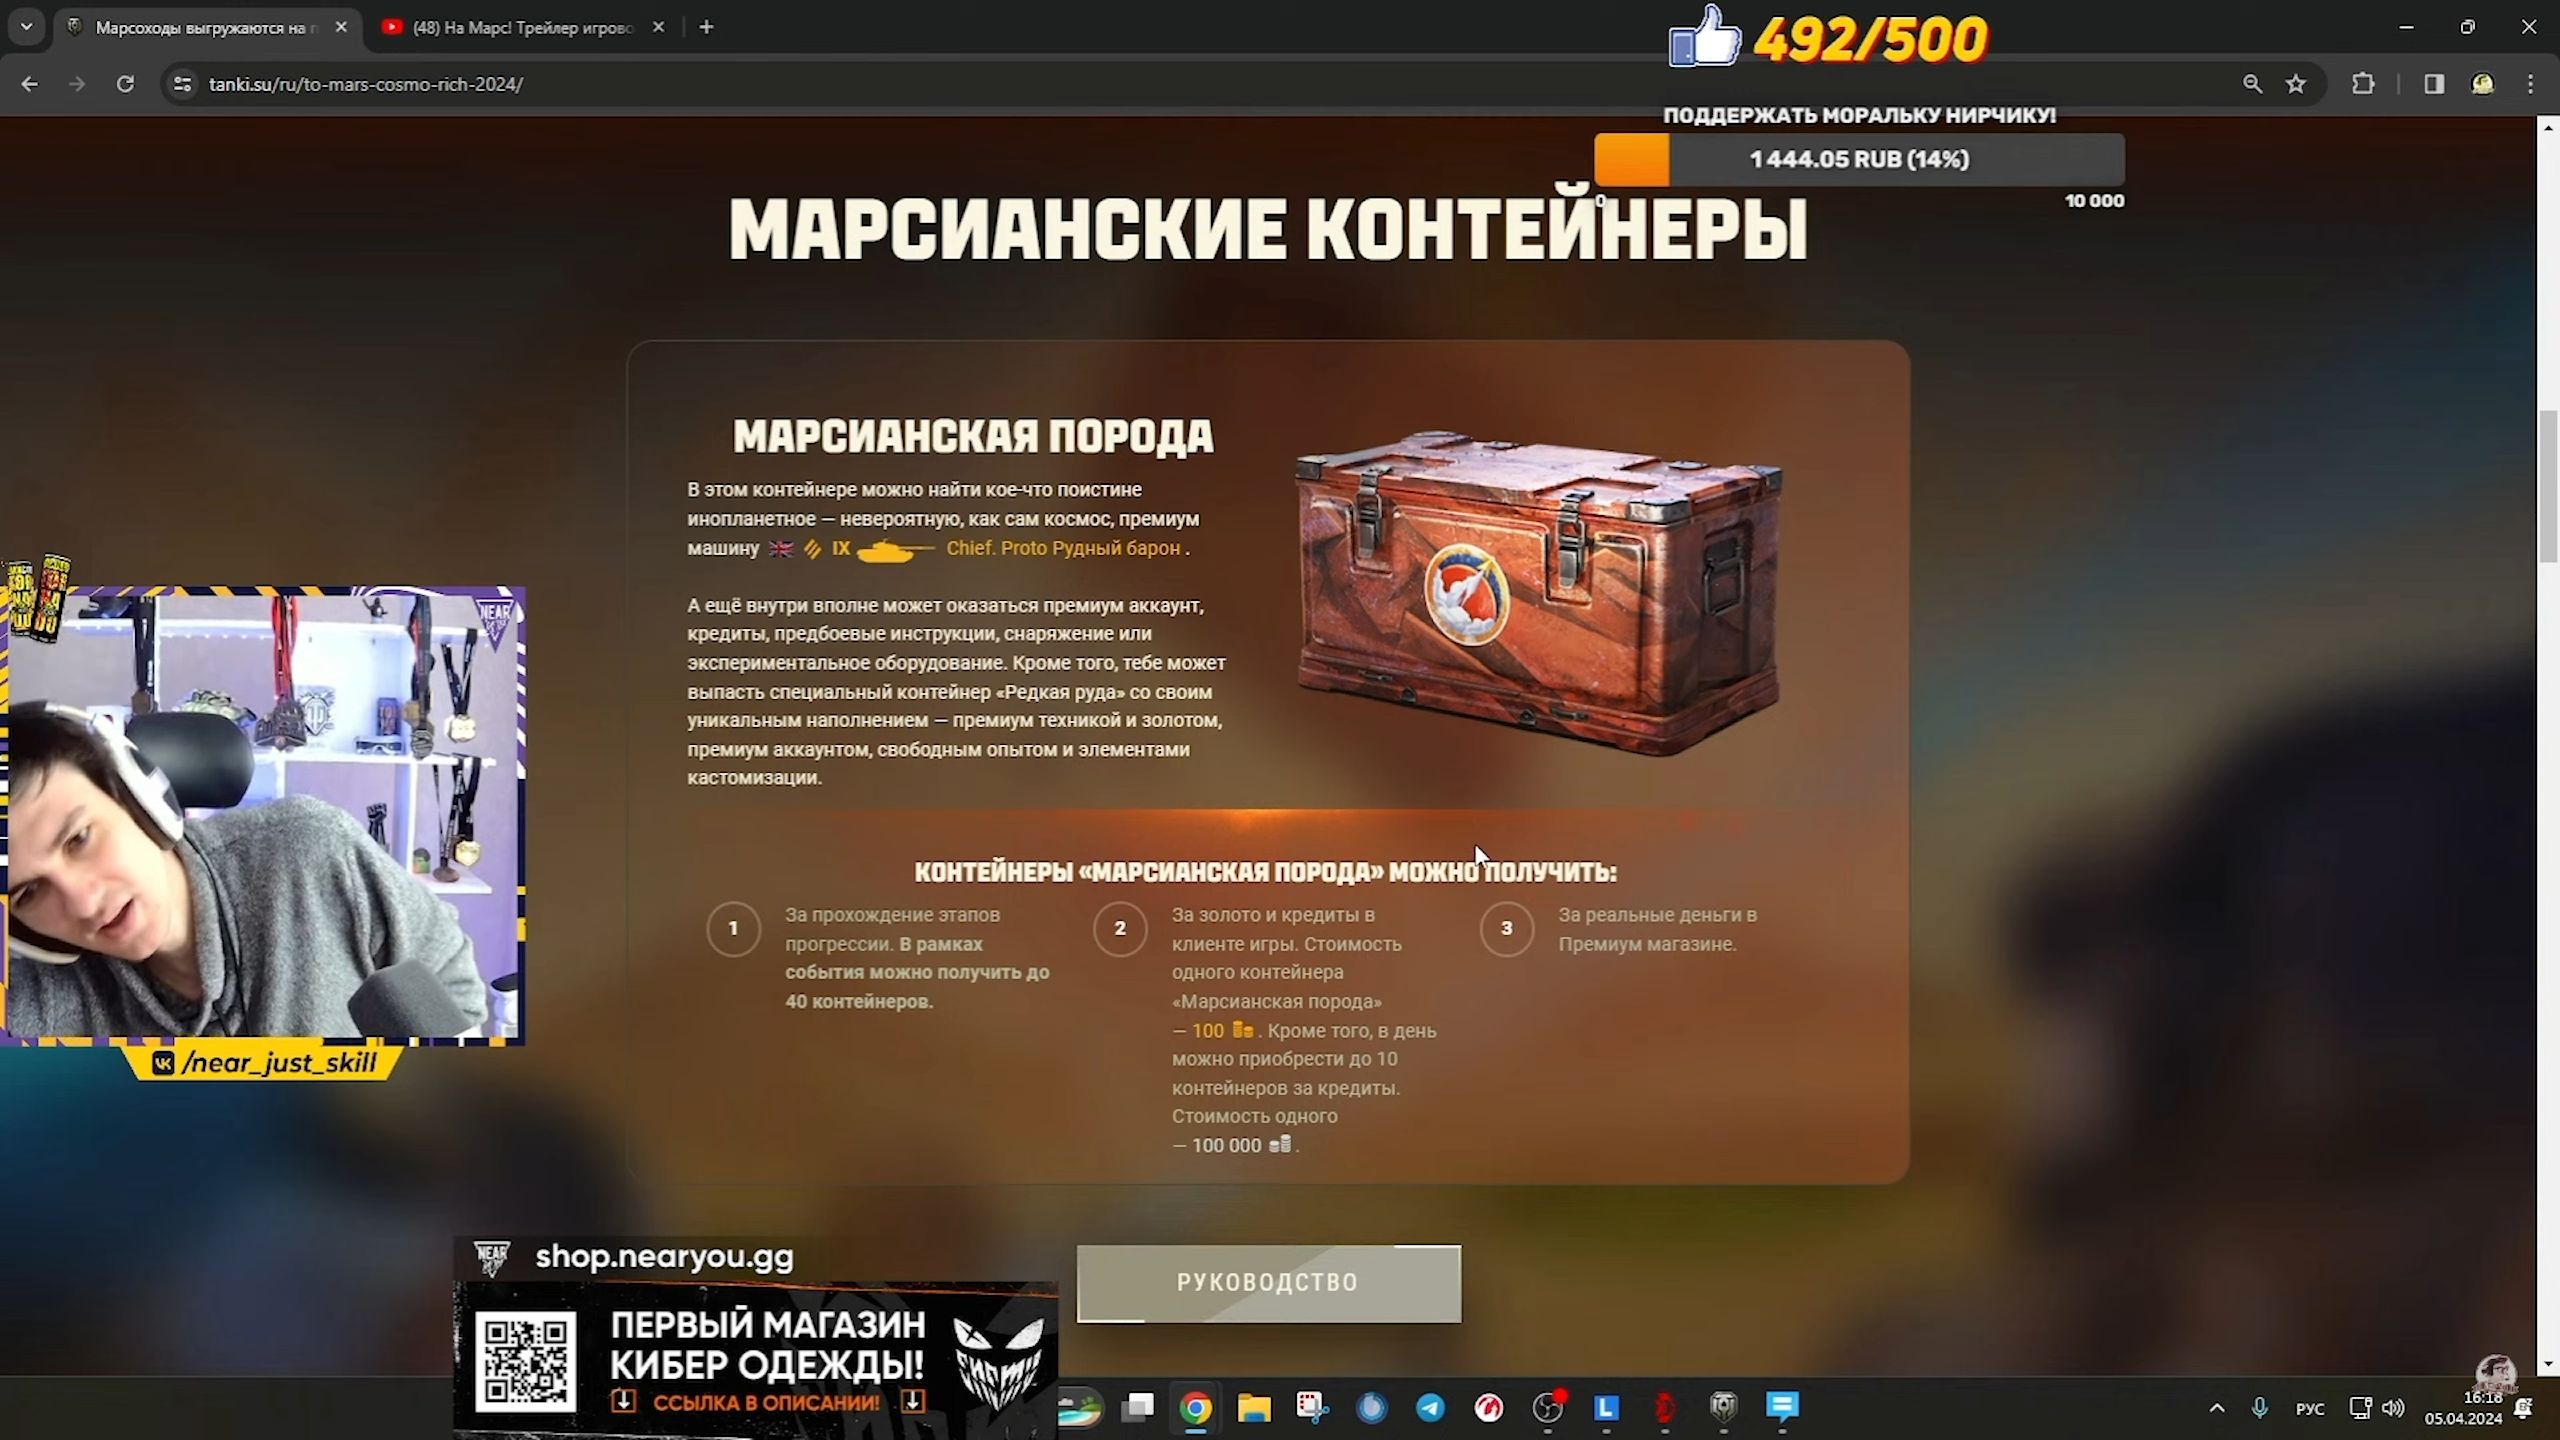 Марсоходы выгружаются на п
(48) На Марс! Трейлер игрово
tanki.su/ru/to-mars-cosmo-rich-2024/
492/500
ПОДДЕРЖАТЬ МОРАЛЬКУ НИРЧИКУ!
1 444.05 RUB (14%)
0
10 000
МАРСИАНСКИЕ КОНТЕЙНЕРЫ
МАРСИАНСКАЯ ПОРОДА
В этом контейнере можно найти кое-что поистине
инопланетное — невероятную, как сам космос, премиум
машину IX Chief. Proto Рудный барон .
А ещё внутри вполне может оказаться премиум аккаунт,
кредиты, предбоевые инструкции, снаряжение или
экспериментальное оборудование. Кроме того, тебе может
выпасть специальный контейнер «Редкая руда» со своим
уникальным наполнением — премиум техникой и золотом,
премиум аккаунтом, свободным опытом и элементами
кастомизации.
КОНТЕЙНЕРЫ «МАРСИАНСКАЯ ПОРОДА» МОЖНО ПОЛУЧИТЬ:
1
За прохождение этапов
прогрессии. В рамках
события можно получить до
40 контейнеров.
2
За золото и кредиты в
клиенте игры. Стоимость
одного контейнера
«Марсианская порода»
— 100 . Кроме того, в день
можно приобрести до 10
контейнеров за кредиты.
Стоимость одного
— 100 000 .
3
За реальные деньги в
Премиум магазине.
NEAR
/near_just_skill
РУКОВОДСТВО
NEAR
shop.nearyou.gg
ПЕРВЫЙ МАГАЗИН
КИБЕР ОДЕЖДЫ!
ССЫЛКА В ОПИСАНИИ!
L
РУС
16:18
05.04.2024